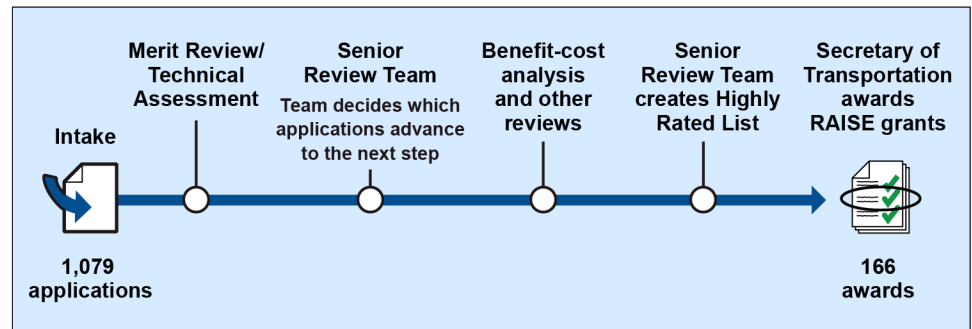 Intake
1,079
applications
Merit Review/
Technical
Assessment
Senior
Review Team
Team decides which
applications advance
to the next step
Benefit-cost
analysis
and other
reviews
Senior
Review Team
creates Highly
Rated List
Secretary of
Transportation
awards
RAISE grants
166
awards